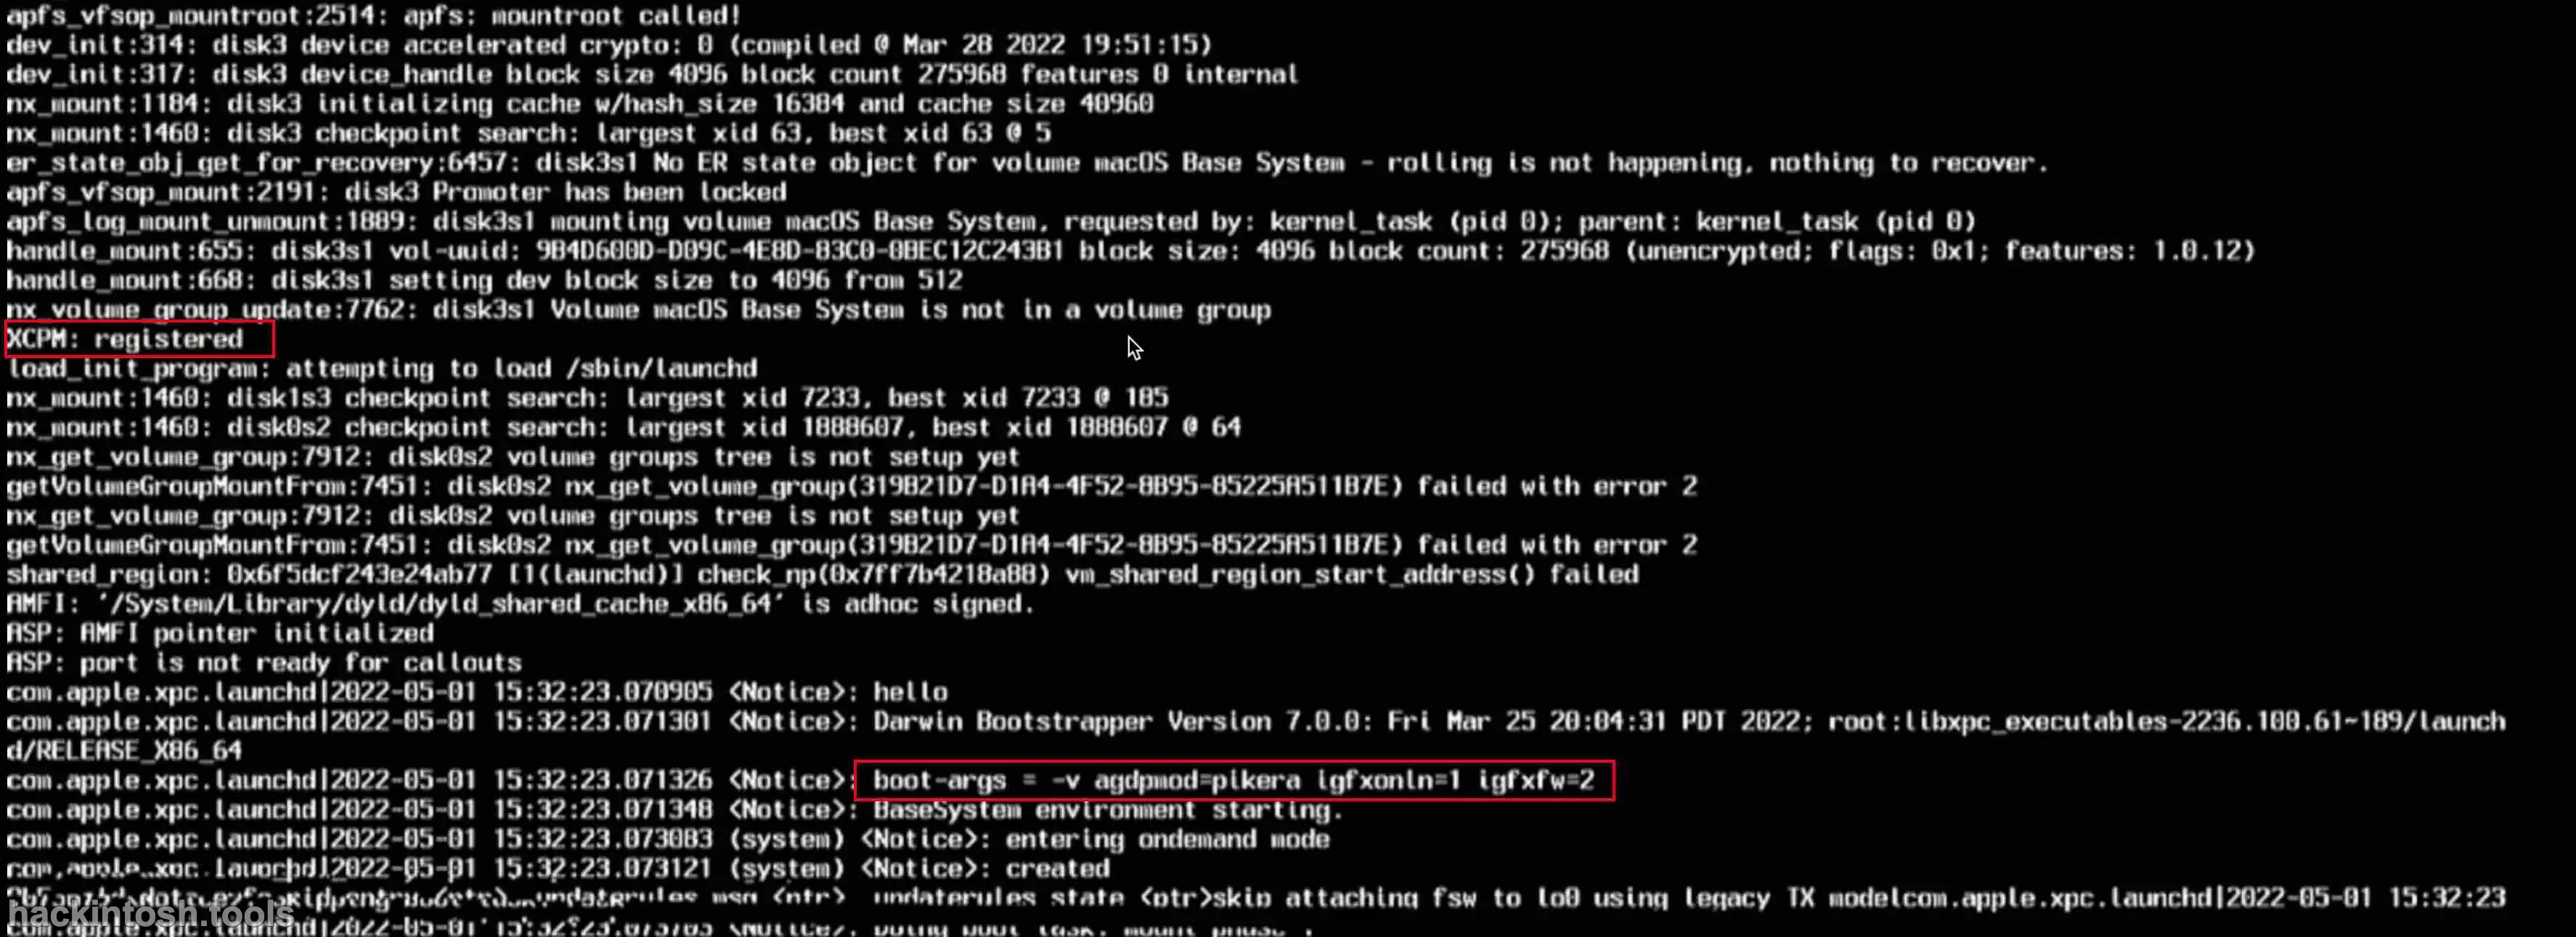 apfs_vfsop_mountroot:2514: apfs: mountroot called!
dev_init:314: disk3 device accelerated crypto: 0 (compiled @ Mar 28 2022 19:51:15)
dev_init:317: disk3 device_handle block size 4096 block count 275968 features 0 internal
nx_mount:1184: disk3 initializing cache w/hash_size 16384 and cache size 40960
nx_mount:1460: disk3 checkpoint search: largest xid 63, best xid 63 @ 5
er_state_obj_get_for_recovery:6457: disk3s1 No ER state object for volume macOS Base System - rolling is not happening, nothing to recover.
apfs_vfsop_mount:2191: disk3 Promoter has been locked
apfs_log_mount_unmount:1889: disk3s1 mounting volume macOS Base System, requested by: kernel_task (pid 0); parent: kernel_task (pid 0)
handle_mount:655: disk3s1 vol-uuid: 9B4D600D-D09C-4E8D-83C0-0BEC12C243B1 block size: 4096 block count: 275968 (unencrypted; flags: 0x1; features: 1.0.12)
handle_mount:668: disk3s1 setting dev block size to 4096 from 512
nx_volume_group_update:7762: disk3s1 Volume macOS Base System is not in a volume group
XCPM: registered
load_init_program: attempting to load /sbin/launchd
nx_mount:1460: disk1s3 checkpoint search: largest xid 7233, best xid 7233 @ 185
nx_mount:1460: disk0s2 checkpoint search: largest xid 1888607, best xid 1888607 @ 64
nx_get_volume_group:7912: disk0s2 volume groups tree is not setup yet
getVolumeGroupMountFrom:7451: disk0s2 nx_get_volume_group(319B21D7-D1A4-4F52-8B95-85225A511B7E) failed with error 2
nx_get_volume_group:7912: disk0s2 volume groups tree is not setup yet
getVolumeGroupMountFrom:7451: disk0s2 nx_get_volume_group(319B21D7-D1A4-4F52-8B95-85225A511B7E) failed with error 2
shared_region: 0x6f5dcf243e24ab77 [1(launchd)] check_np(0x7ff7b4218a88) vm_shared_region_start_address() failed
AMFI: '/System/Library/dyld/dyld_shared_cache_x86_64' is adhoc signed.
ASP: AMFI pointer initialized
ASP: port is not ready for callouts
com.apple.xpc.launchd|2022-05-01 15:32:23.070905 <Notice>: hello
com.apple.xpc.launchd|2022-05-01 15:32:23.071301 <Notice>: Darwin Bootstrapper Version 7.0.0: Fri Mar 25 20:04:31 PDT 2022; root:libxpc_executables-2236.100.61~189/launch
d/RELEASE_X86_64
com.apple.xpc.launchd|2022-05-01 15:32:23.071326 <Notice>: boot-args = -v agdpmod=pikera igfxonln=1 igfxfw=2
com.apple.xpc.launchd|2022-05-01 15:32:23.071348 <Notice>: BaseSystem environment starting.
com.apple.xpc.launchd|2022-05-01 15:32:23.073083 (system) <Notice>: entering ondemand mode
com.apple.xpc.launchd|2022-05-01 15:32:23.073121 (system) <Notice>: created
state <ptr>skip attaching fsw to lo0 using legacy TX modelcom.apple.xpc.launchd|2022-05-01 15:32:23
hackintosh.tools